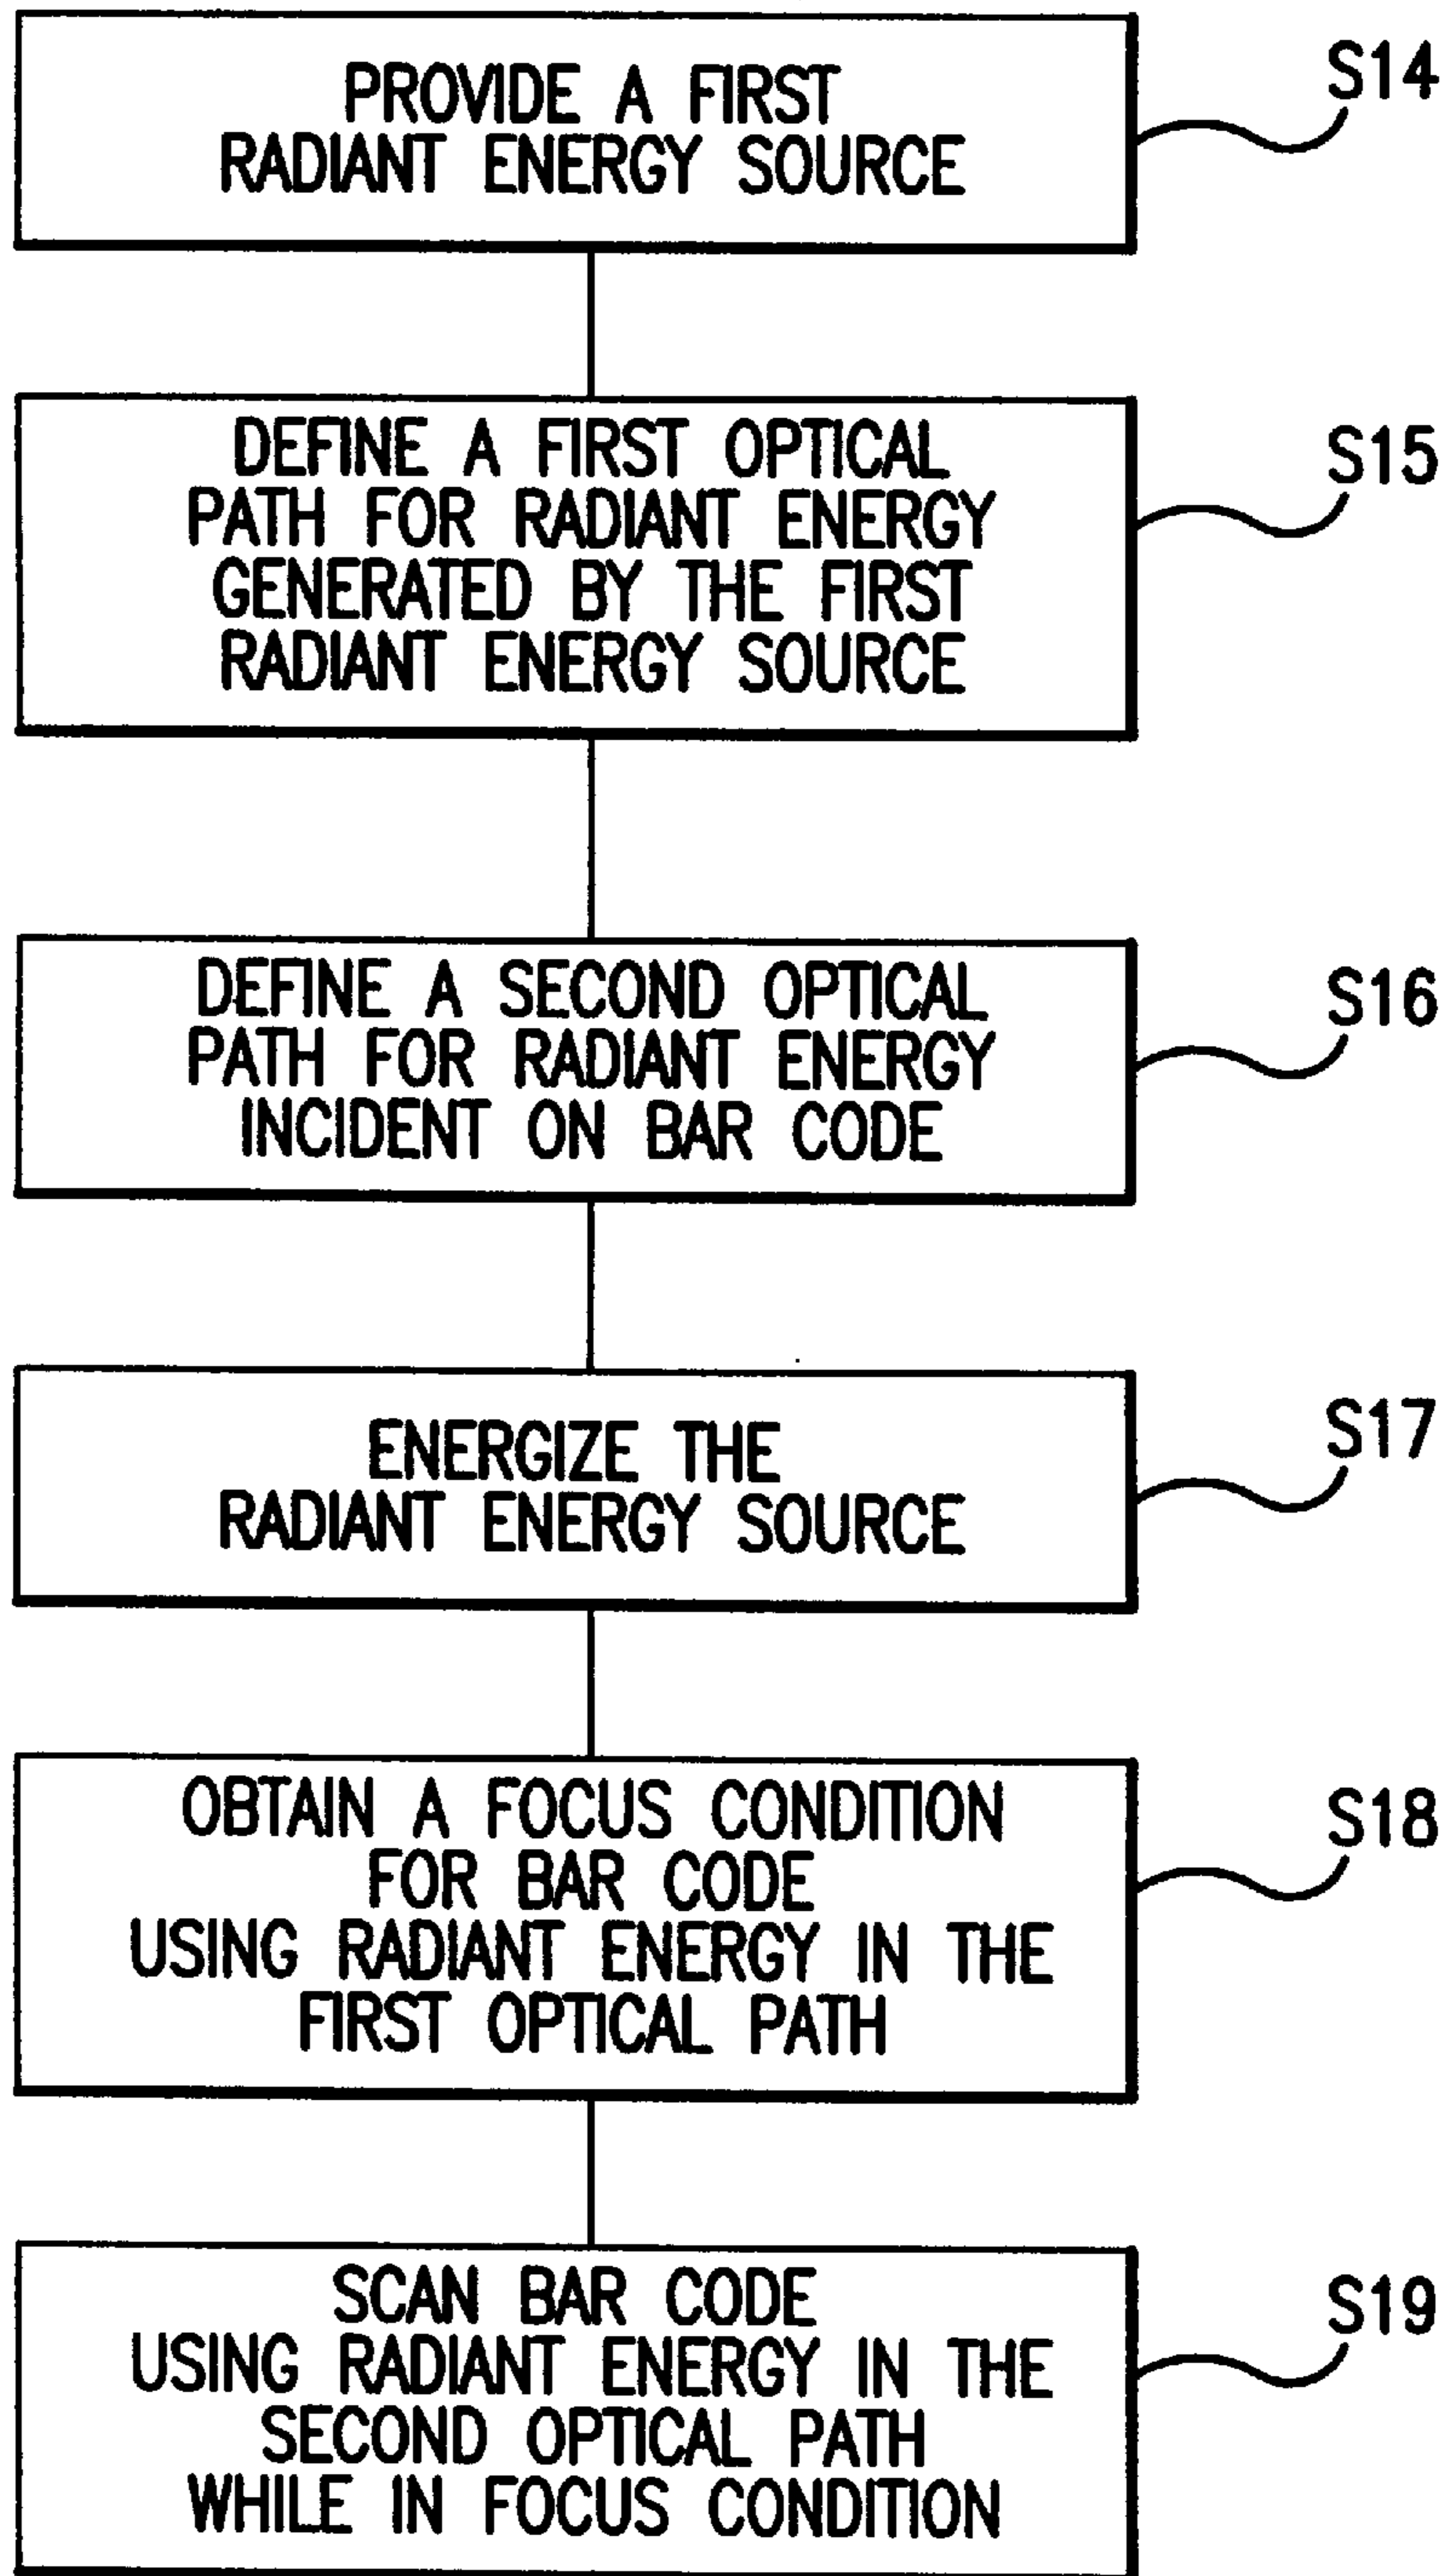 PROVIDE A FIRST
RADIANT ENERGY SOURCE
S14
DEFINE A FIRST OPTICAL
PATH FOR RADIANT ENERGY
GENERATED BY THE FIRST
RADIANT ENERGY SOURCE
S15
DEFINE A SECOND OPTICAL
PATH FOR RADIANT ENERGY
INCIDENT ON BAR CODE
S16
ENERGIZE THE
RADIANT ENERGY SOURCE
S17
OBTAIN A FOCUS CONDITION
FOR BAR CODE
USING RADIANT ENERGY IN THE
FIRST OPTICAL PATH
S18
SCAN BAR CODE
USING RADIANT ENERGY IN THE
SECOND OPTICAL PATH
WHILE IN FOCUS CONDITION
S19